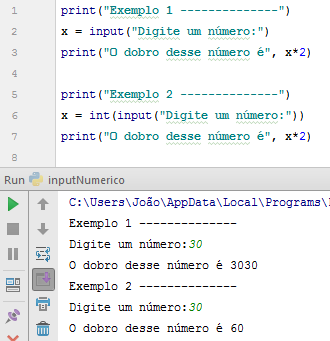 1 print("Exemplo 1 --------------")
2 x = input("Digite um número:")
3 print("O dobro desse número é", x*2)
4
5 print("Exemplo 2 --------------")
6 x = int(input("Digite um número:"))
7 print("O dobro desse número é", x*2)
8
Run inputNumerico
C:\Users\João\AppData\Local\Programs\
Exemplo 1 --------------
Digite um número:30
O dobro desse número é 3030
Exemplo 2 --------------
Digite um número:30
O dobro desse número é 60